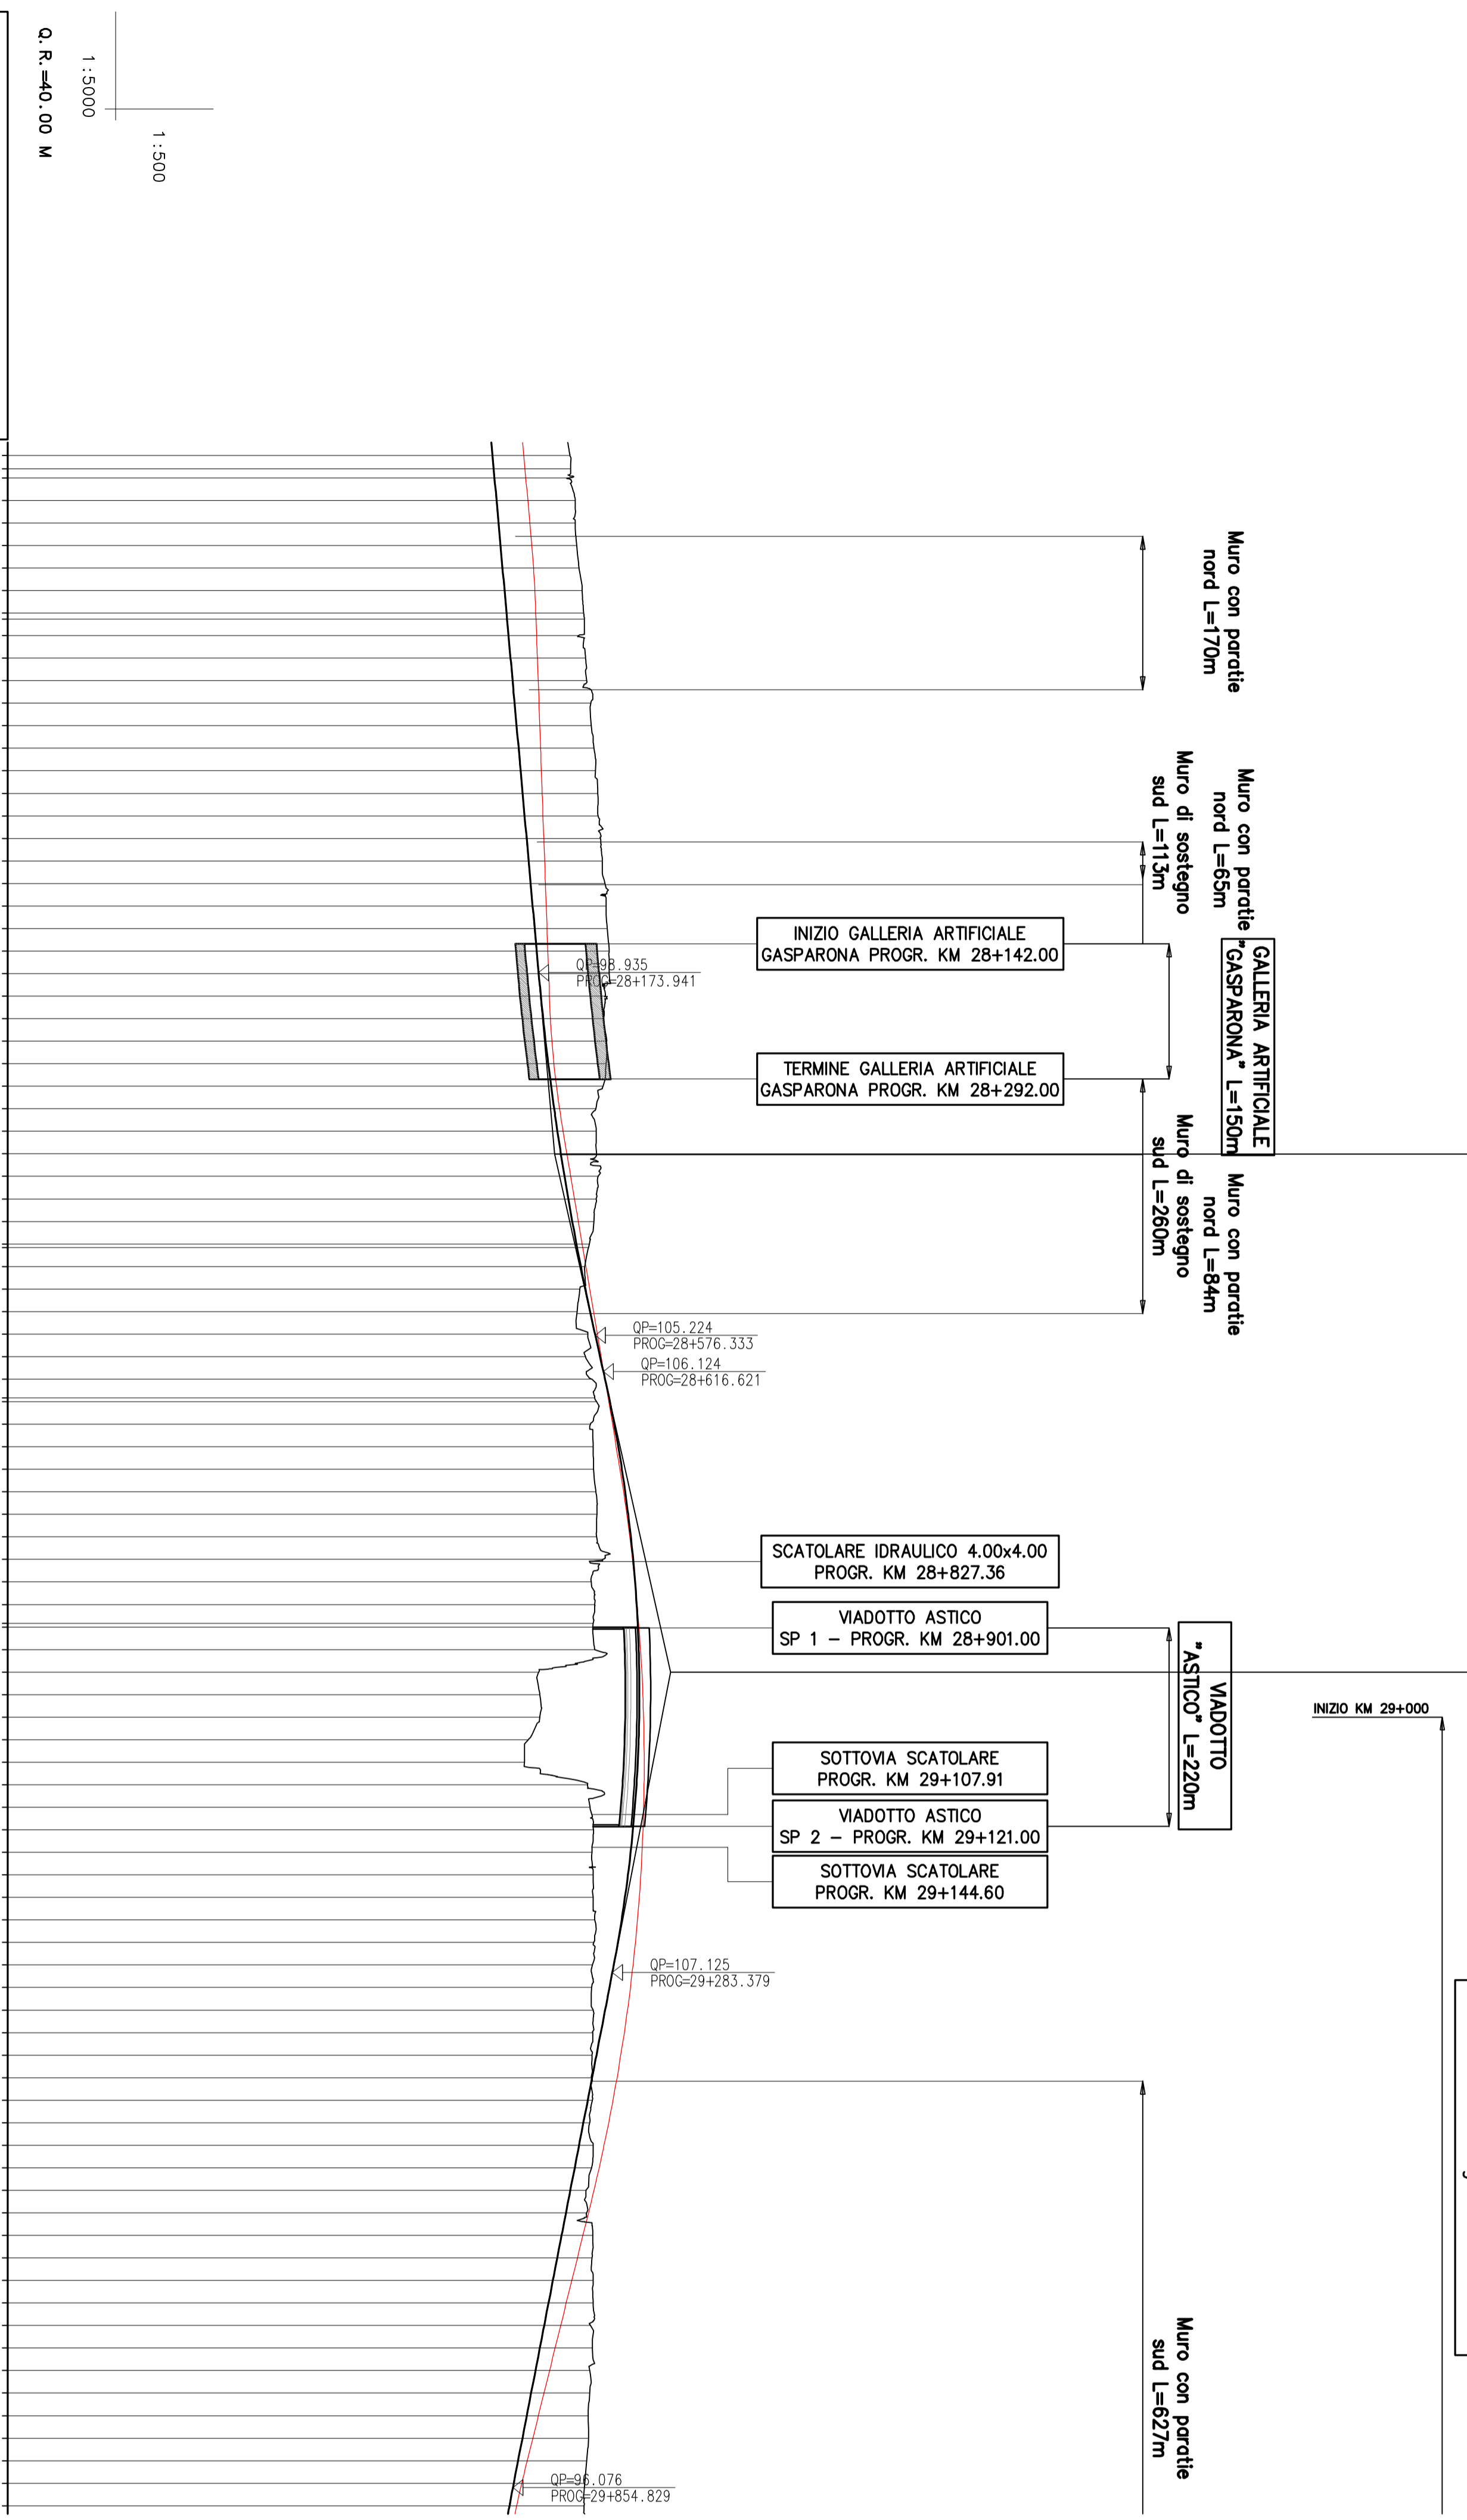 Q.R.=40.00 M
1:5000
1:500
Muro con paratie
nord L=170m
Muro con paratie
nord L=65m
Muro di sostegno
sud L=113m
GALLERIA ARTIFICIALE
"GASPARONA" L=150m
INIZIO GALLERIA ARTIFICIALE
GASPARONA PROGR. KM 28+142.00
QP=98.935
PROG=28+173.941
TERMINE GALLERIA ARTIFICIALE
GASPARONA PROGR. KM 28+292.00
Muro con paratie
nord L=84m
Muro di sostegno
sud L=260m
QP=105.224
PROG=28+576.333
QP=106.124
PROG=28+616.621
SCATOLARE IDRAULICO 4.00x4.00
PROGR. KM 28+827.36
VIADOTTO ASTICO
SP 1 – PROGR. KM 28+901.00
VIADOTTO
"ASTICO" L=220m
INIZIO KM 29+000
SOTTOVIA SCATOLARE
PROGR. KM 29+107.91
VIADOTTO ASTICO
SP 2 – PROGR. KM 29+121.00
SOTTOVIA SCATOLARE
PROGR. KM 29+144.60
QP=107.125
PROG=29+283.379
Muro con paratie
sud L=627m
QP=96.076
PROG=29+854.829